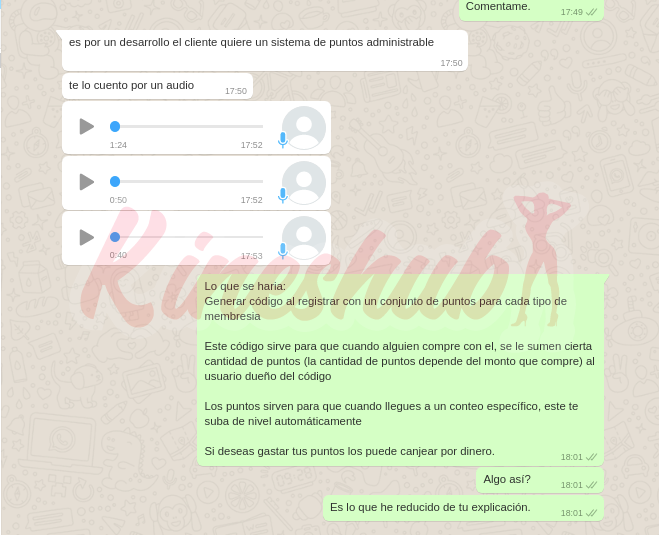 Comentame.
17:49
es por un desarrollo el cliente quiere un sistema de puntos administrable
17:50
te lo cuento por un audio
17:50
1:24
17:52
0:50
17:52
0:40
17:53
Kineshub
Lo que se haria:
Generar código al registrar con un conjunto de puntos para cada tipo de
membresia
Este código sirve para que cuando alguien compre con el, se le sumen cierta
cantidad de puntos (la cantidad de puntos depende del monto que compre) al
usuario dueño del código
Los puntos sirven para que cuando llegues a un conteo específico, este te
suba de nivel automáticamente
Si deseas gastar tus puntos los puede canjear por dinero.
18:01
Algo así?
18:01
Es lo que he reducido de tu explicación.
18:01